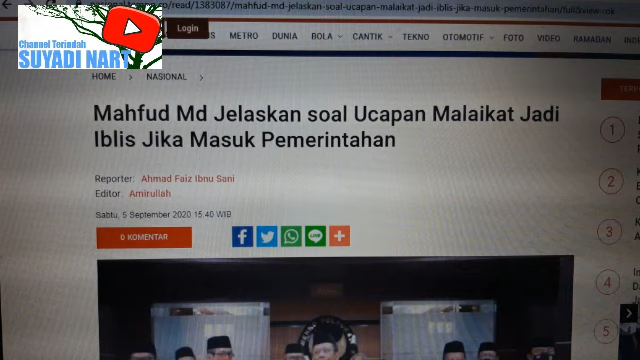 /read/1383087/mahfud-md-jelaskan-soal-ucapan-malaikat-jadi-iblis-jika-masuk-pemerintahan/full&view=ok
Channel Terindah
SUYADI NART
Login
METRO DUNIA BOLA CANTIK TEKNO OTOMOTIF FOTO VIDEO RAMADAN
HOME > NASIONAL >
Mahfud Md Jelaskan soal Ucapan Malaikat Jadi
Iblis Jika Masuk Pemerintahan
Reporter: Ahmad Faiz Ibnu Sani
Editor: Amirullah
Sabtu, 5 September 2020 15:40 WIB
0 KOMENTAR
1
2
3
4
5